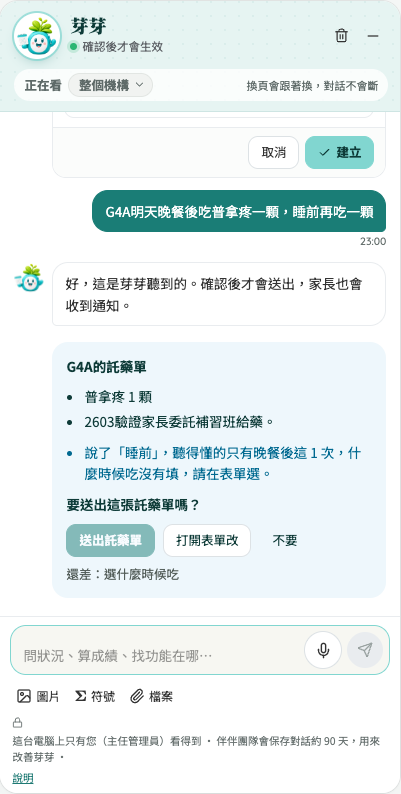 芽芽
確認後才會生效
正在看 整個機構 換頁會跟著換，對話不會斷
取消 建立
G4A明天晚餐後吃普拿疼一顆，睡前再吃一顆
23:00
好，這是芽芽聽到的。確認後才會送出，家長也會
收到通知。
G4A的託藥單
• 普拿疼 1 顆
• 2603驗證家長委託補習班給藥。
• 說了「睡前」，聽得懂的只有晚餐後這 1 次，什
麼時候吃沒有填，請在表單選。
要送出這張託藥單嗎？
送出託藥單 打開表單改 不要
還差：選什麼時候吃
問狀況、算成績、找功能在哪…
圖片 Σ 符號 檔案
這台電腦上只有您（主任管理員）看得到 · 伴伴團隊會保存對話約 90 天，用來
改善芽芽 ·
說明